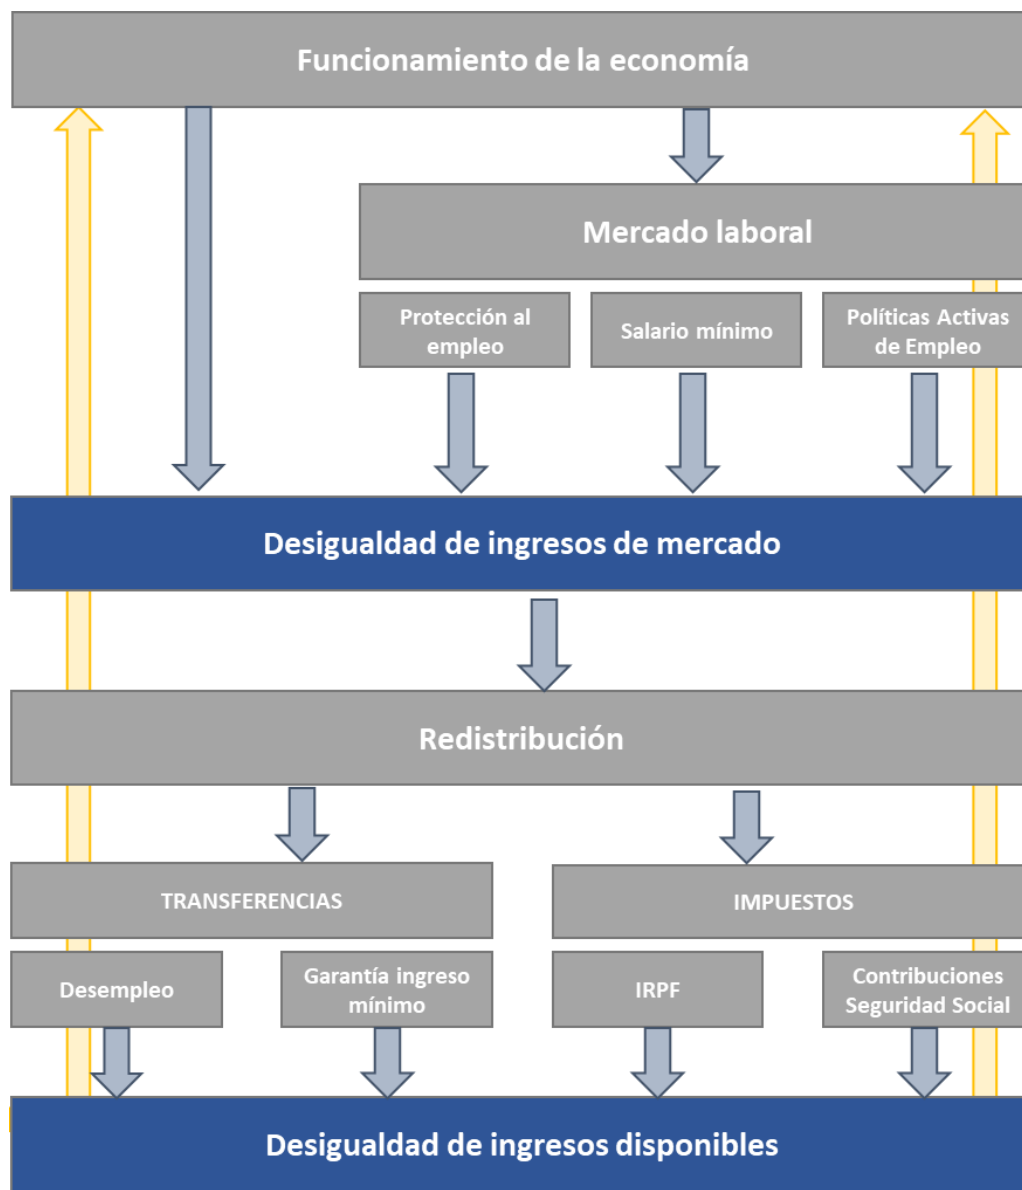 Funcionamiento de la economía
Mercado laboral
Protección al
empleo
Salario mínimo
Políticas Activas
de Empleo
Desigualdad de ingresos de mercado
Redistribución
TRANSFERENCIAS
IMPUESTOS
Desempleo
Garantía ingreso
mínimo
IRPF
Contribuciones
Seguridad Social
Desigualdad de ingresos disponibles